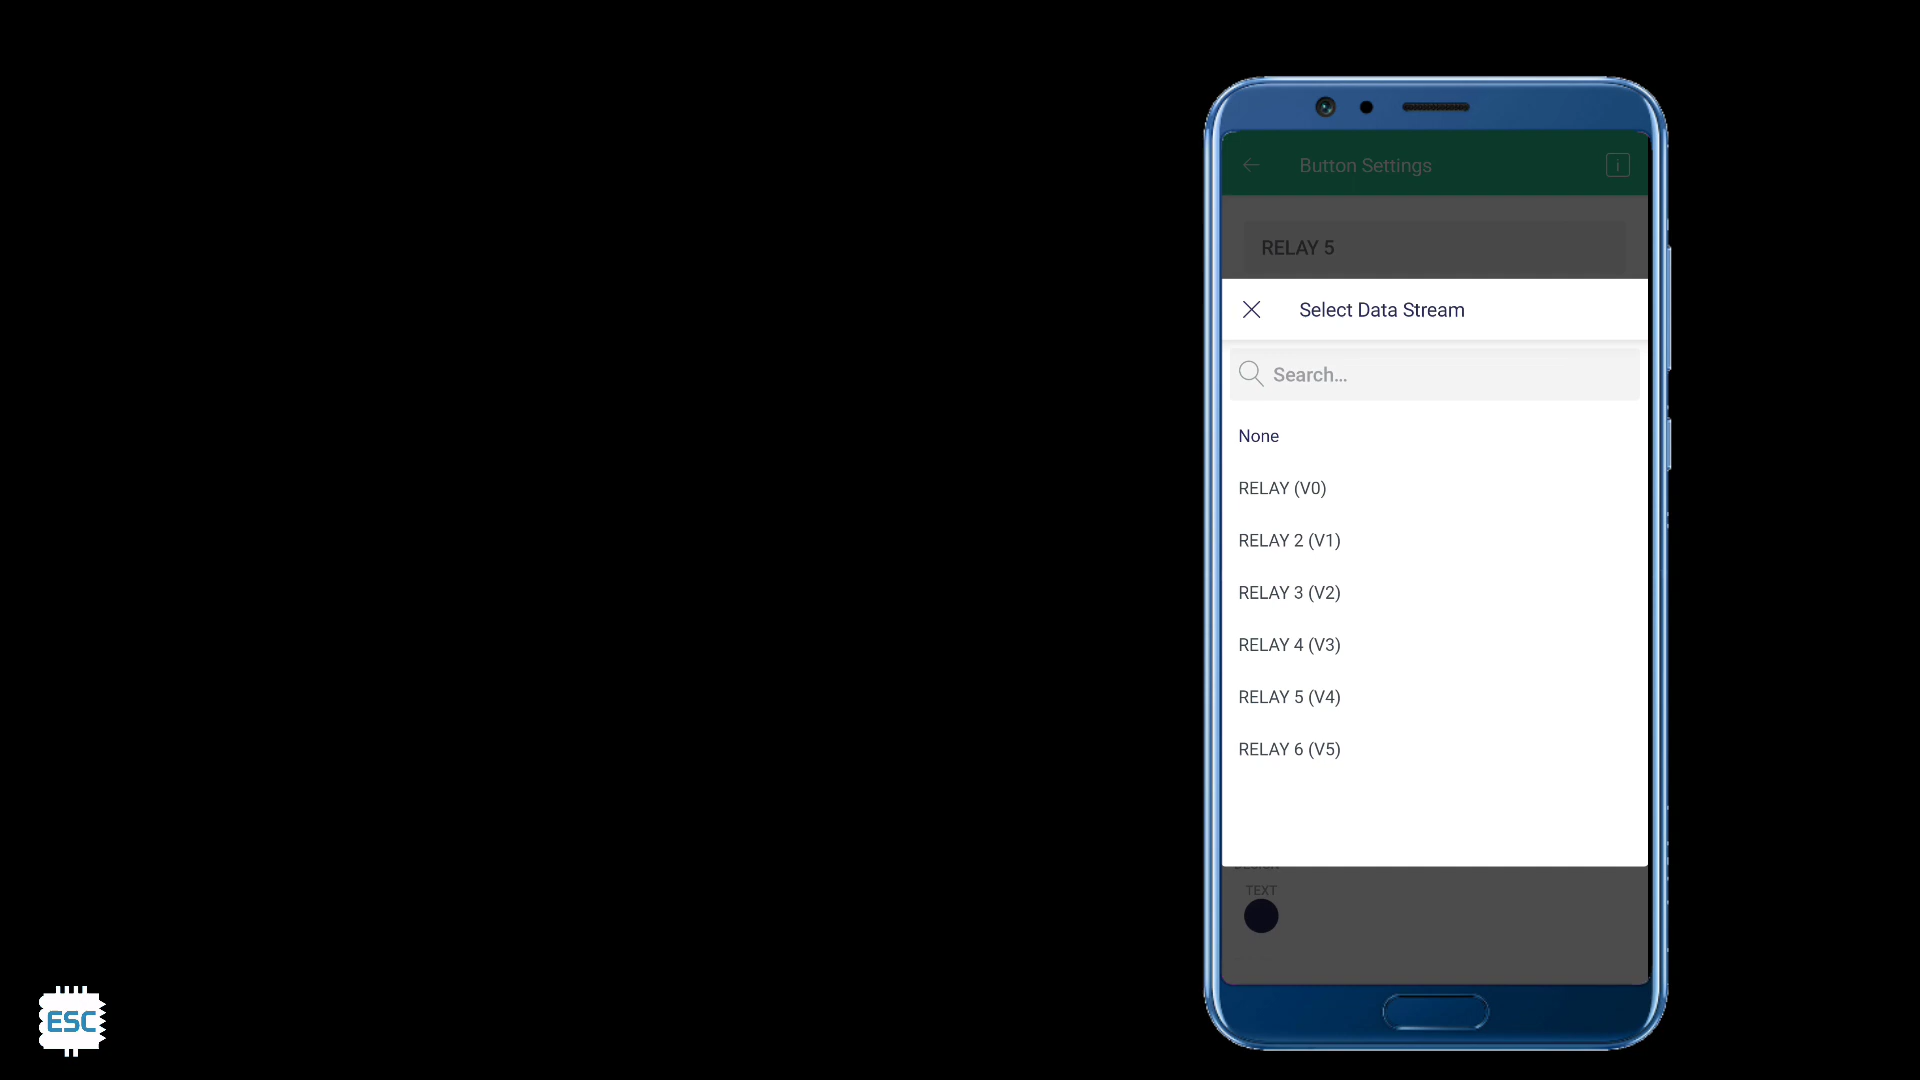 Button Settings
RELAY 5
Select Data Stream
Search...
None
RELAY (V0)
RELAY 2 (V1)
RELAY 3 (V2)
RELAY 4 (V3)
RELAY 5 (V4)
RELAY 6 (V5)
TEXT
ESC